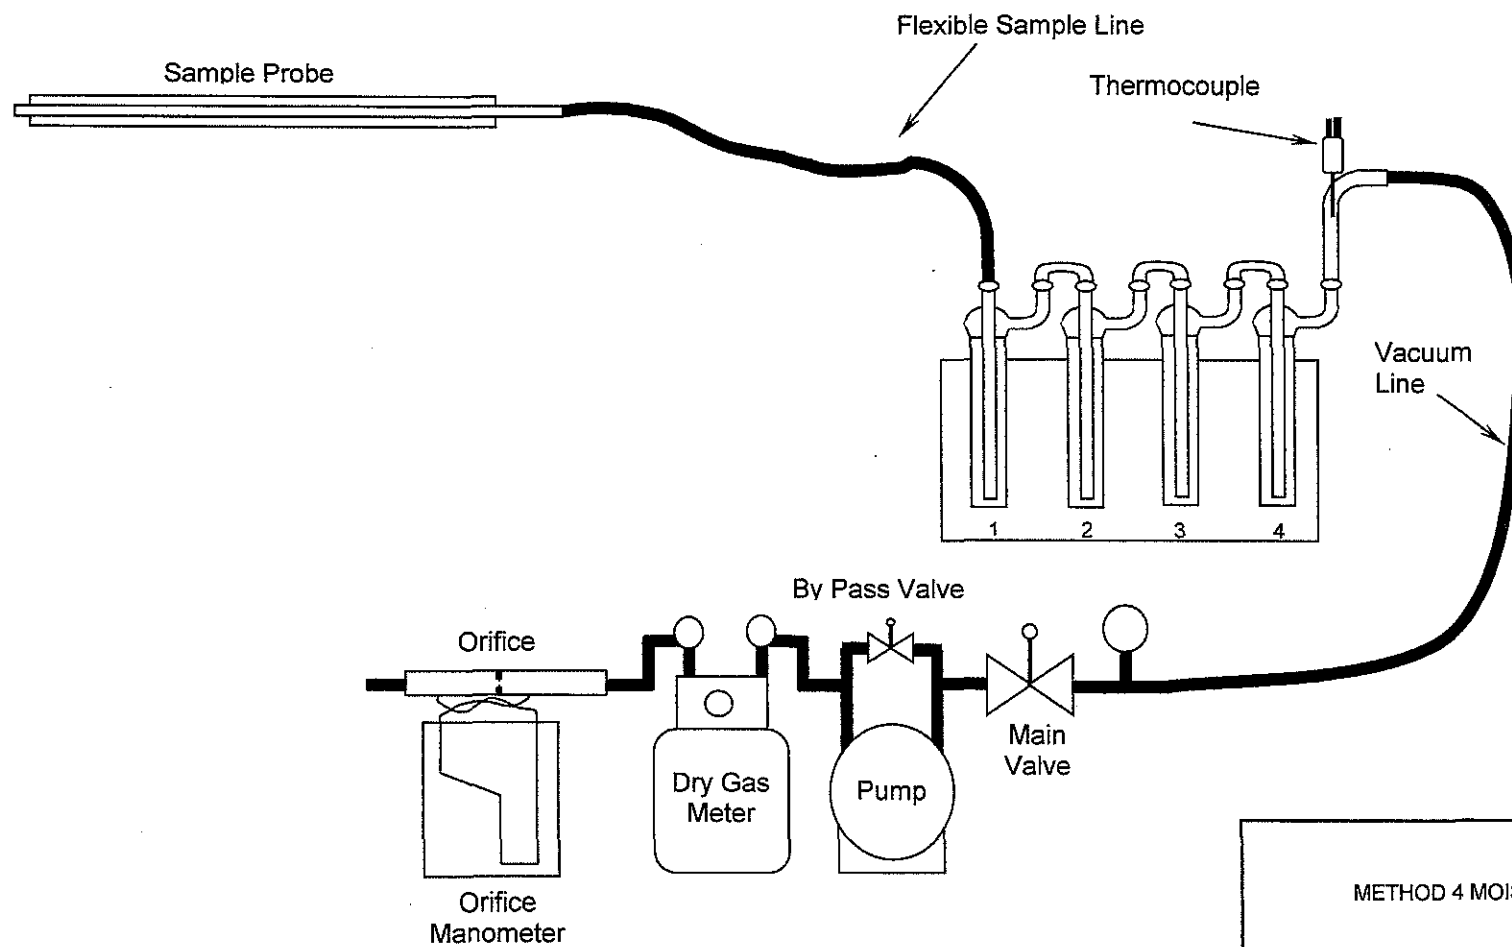 Flexible Sample Line
Sample Probe
Thermocouple
Vacuum
Line
1 2 3 4
By Pass Valve
Orifice
Main
Valve
Dry Gas
Meter
Pump
Orifice
Manometer
METHOD 4